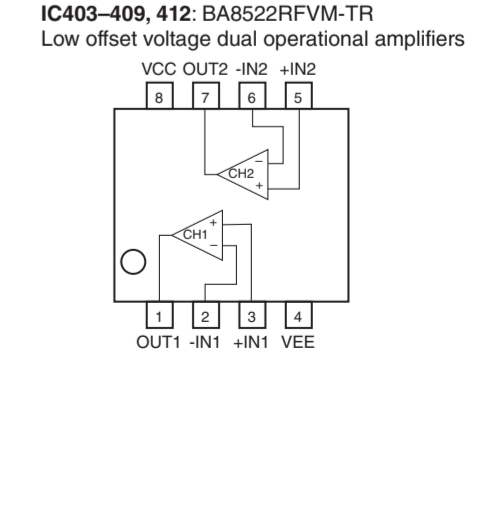 IC403–409, 412: BA8522RFVM-TR
Low offset voltage dual operational amplifiers
VCC OUT2 -IN2 +IN2
8 7 6 5
−
CH2
+
+
CH1
−
1 2 3 4
OUT1 -IN1 +IN1 VEE